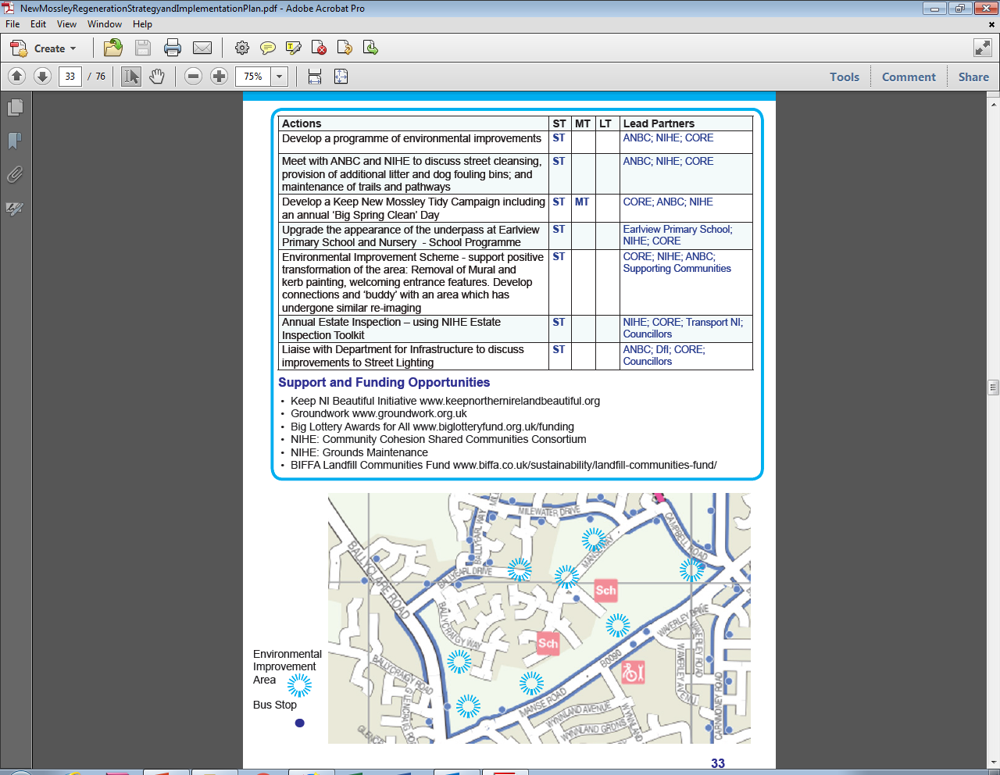 NewMossleyRegenerationStrategyandImplementationPlan.pdf - Adobe Acrobat Pro
File Edit View Window Help
Create
33 / 76 75% Tools Comment Share
Actions ST MT LT Lead Partners
Develop a programme of environmental improvements ST ANBC; NIHE; CORE
Meet with ANBC and NIHE to discuss street cleansing, ST ANBC; NIHE; CORE
provision of additional litter and dog fouling bins; and
maintenance of trails and pathways
Develop a Keep New Mossley Tidy Campaign including ST MT CORE; ANBC; NIHE
an annual ‘Big Spring Clean’ Day
Upgrade the appearance of the underpass at Earlview ST Earlview Primary School;
Primary School and Nursery - School Programme NIHE; CORE
Environmental Improvement Scheme - support positive ST CORE; NIHE; ANBC;
transformation of the area: Removal of Mural and Supporting Communities
kerb painting, welcoming entrance features. Develop
connections and ‘buddy’ with an area which has
undergone similar re-imaging
Annual Estate Inspection – using NIHE Estate ST NIHE; CORE; Transport NI;
Inspection Toolkit Councillors
Liaise with Department for Infrastructure to discuss ST ANBC; DfI; CORE;
improvements to Street Lighting Councillors
Support and Funding Opportunities
• Keep NI Beautiful Initiative www.keepnorthernirelandbeautiful.org
• Groundwork www.groundwork.org.uk
• Big Lottery Awards for All www.biglotteryfund.org.uk/funding
• NIHE: Community Cohesion Shared Communities Consortium
• NIHE: Grounds Maintenance
• BIFFA Landfill Communities Fund www.biffa.co.uk/sustainability/landfill-communities-fund/
MILEWATER DRIVE
BALLYEARL WAY
CAMPBELL ROAD
BALLYCLARE ROAD
MANSE WAY
BALLYEARL DRIVE
Sch
BALLYCRAIGY WAY
WAVERLEY DRIVE
Sch
WAVERLEY ROAD
WAVERLEY AVENUE
B0090
BALLYCRAIGY ROAD
MANSE ROAD
CARNMONEY ROAD
WYNNLAND AVENUE
WYNNLAND GRDNS
WYNNLAND
GLENCRAIG RO
GLENC
Environmental
Improvement
Area
Bus Stop
33